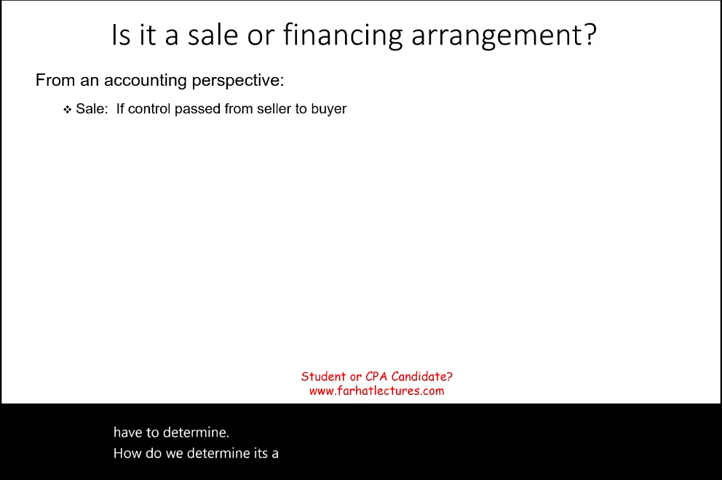 Is it a sale or financing arrangement?
From an accounting perspective:
❖ Sale: If control passed from seller to buyer
Student or CPA Candidate?
www.farhatlectures.com
have to determine.
How do we determine its a